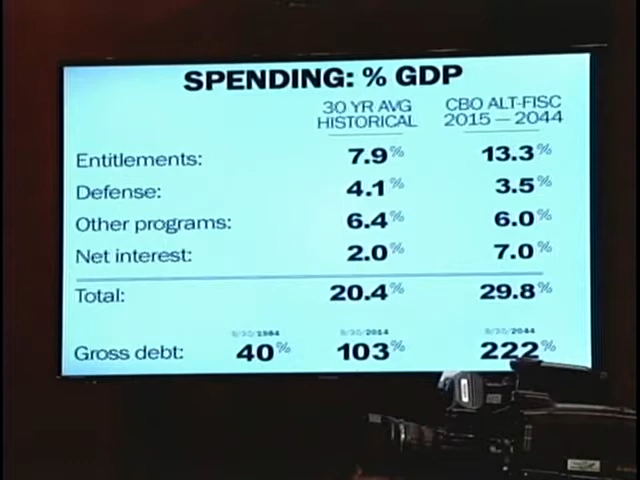 SPENDING: % GDP
30 YR AVG HISTORICAL
CBO ALT-FISC 2015 — 2044
Entitlements: 7.9% 13.3%
Defense: 4.1% 3.5%
Other programs: 6.4% 6.0%
Net interest: 2.0% 7.0%
Total: 20.4% 29.8%
9/30/1984 9/30/2014 9/30/2044
Gross debt: 40% 103% 222%